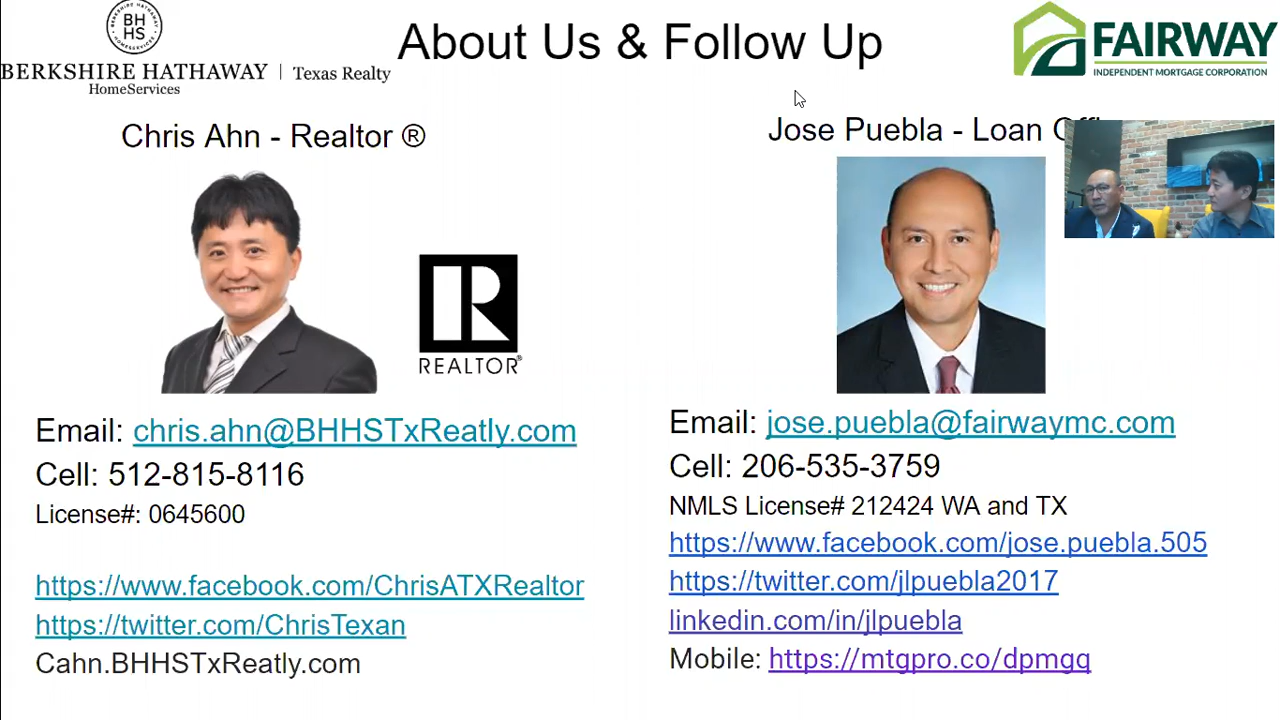 BH
HS
BERKSHIRE HATHAWAY | Texas Realty
HomeServices
About Us & Follow Up
FAIRWAY
INDEPENDENT MORTGAGE CORPORATION
Chris Ahn - Realtor ®
REALTOR®
Email: chris.ahn@BHHSTxReatly.com
Cell: 512-815-8116
License#: 0645600
https://www.facebook.com/ChrisATXRealtor
https://twitter.com/ChrisTexan
Cahn.BHHSTxReatly.com
Jose Puebla - Loan
Email: jose.puebla@fairwaymc.com
Cell: 206-535-3759
NMLS License# 212424 WA and TX
https://www.facebook.com/jose.puebla.505
https://twitter.com/jlpuebla2017
linkedin.com/in/jlpuebla
Mobile: https://mtgpro.co/dpmgq